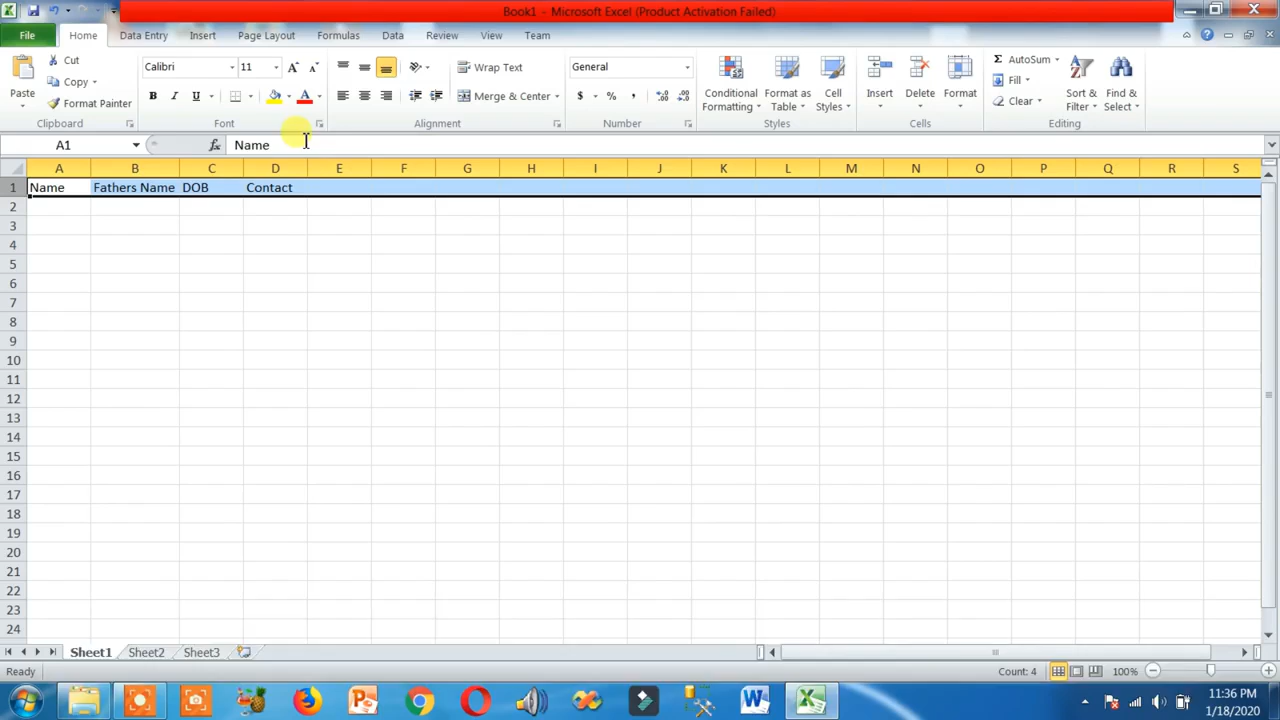 Book1 - Microsoft Excel (Product Activation Failed)
File Home Data Entry Insert Page Layout Formulas Data Review View Team
Cut
Copy
Format Painter
Paste
Clipboard
Calibri 11
B I U A
Font
Wrap Text
Merge & Center
Alignment
General
$ % ,
Number
Conditional Formatting
Format as Table
Cell Styles
Styles
Insert Delete Format
Cells
AutoSum
Fill
Clear
Sort & Filter
Find & Select
Editing
A1 fx Name
A B C D E F G H I J K L M N O P Q R S
1 Name Fathers Name DOB Contact
2
3
4
5
6
7
8
9
10
11
12
13
14
15
16
17
18
19
20
21
22
23
24
Sheet1 Sheet2 Sheet3
Ready Count: 4 100%
11:36 PM
1/18/2020